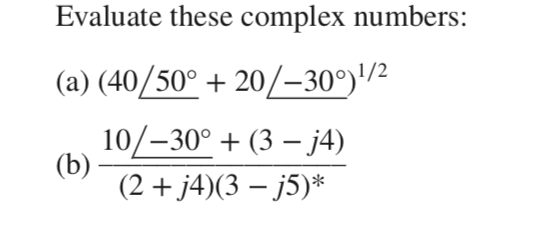 Evaluate these complex numbers:
(a) (40/50° + 20/−30°)^1/2
(b) 10/−30° + (3 − j4)
(2 + j4)(3 − j5)*